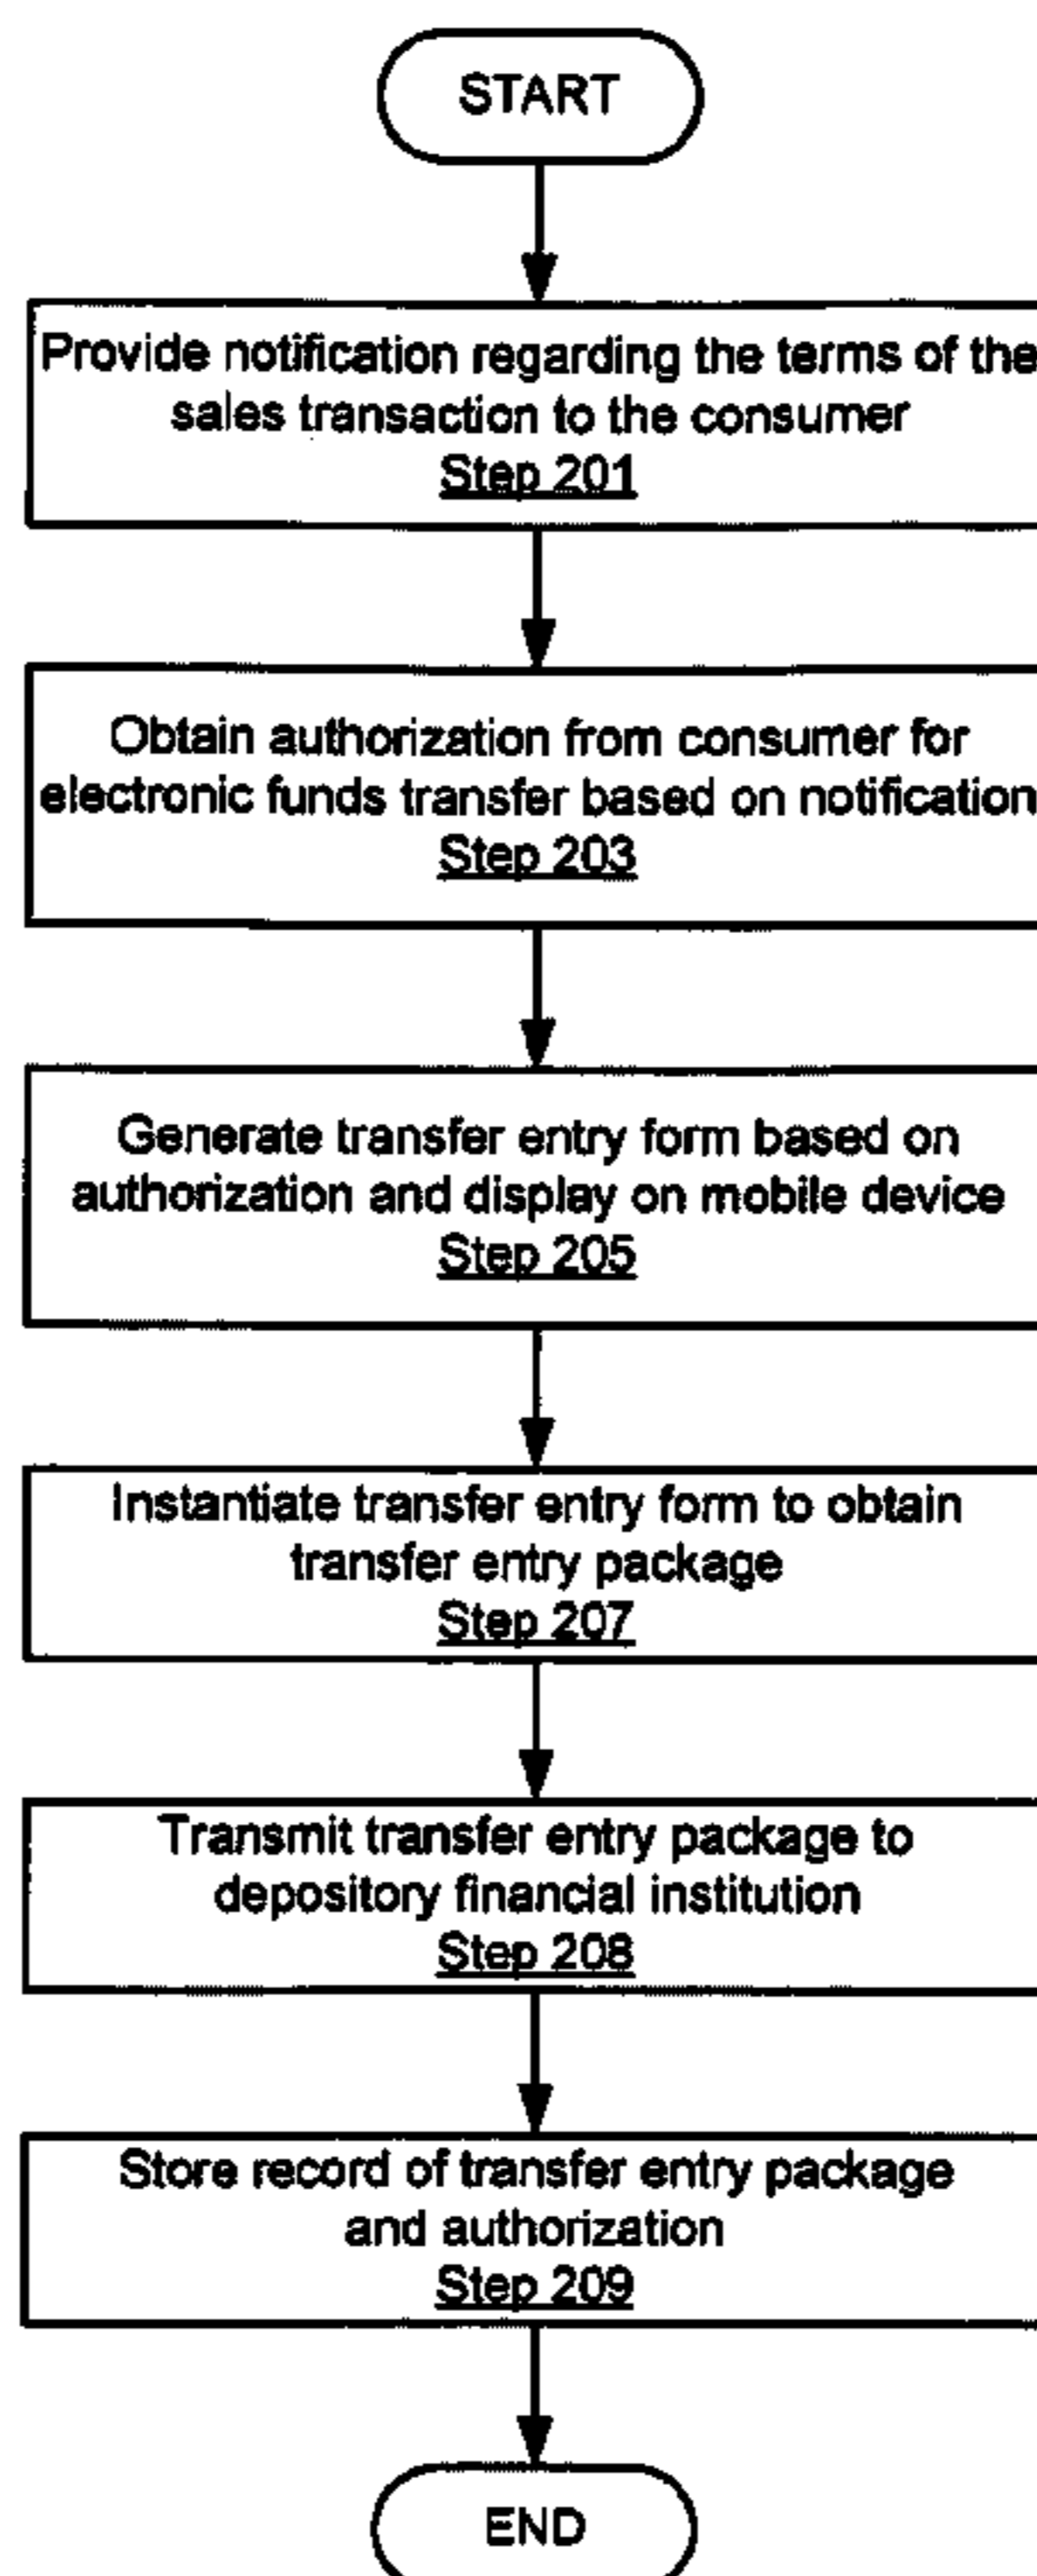 START
Provide notification regarding the terms of the
sales transaction to the consumer
Step 201
Obtain authorization from consumer for
electronic funds transfer based on notification
Step 203
Generate transfer entry form based on
authorization and display on mobile device
Step 205
Instantiate transfer entry form to obtain
transfer entry package
Step 207
Transmit transfer entry package to
depository financial institution
Step 208
Store record of transfer entry package
and authorization
Step 209
END